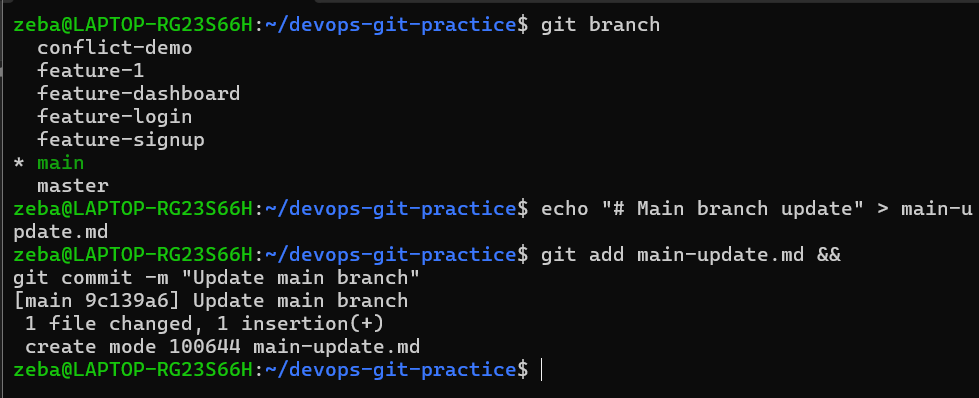 zeba@LAPTOP-RG23S66H:~/devops-git-practice$ git branch
  conflict-demo
  feature-1
  feature-dashboard
  feature-login
  feature-signup
* main
  master
zeba@LAPTOP-RG23S66H:~/devops-git-practice$ echo "# Main branch update" > main-u
pdate.md
zeba@LAPTOP-RG23S66H:~/devops-git-practice$ git add main-update.md &&
git commit -m "Update main branch"
[main 9c139a6] Update main branch
 1 file changed, 1 insertion(+)
 create mode 100644 main-update.md
zeba@LAPTOP-RG23S66H:~/devops-git-practice$